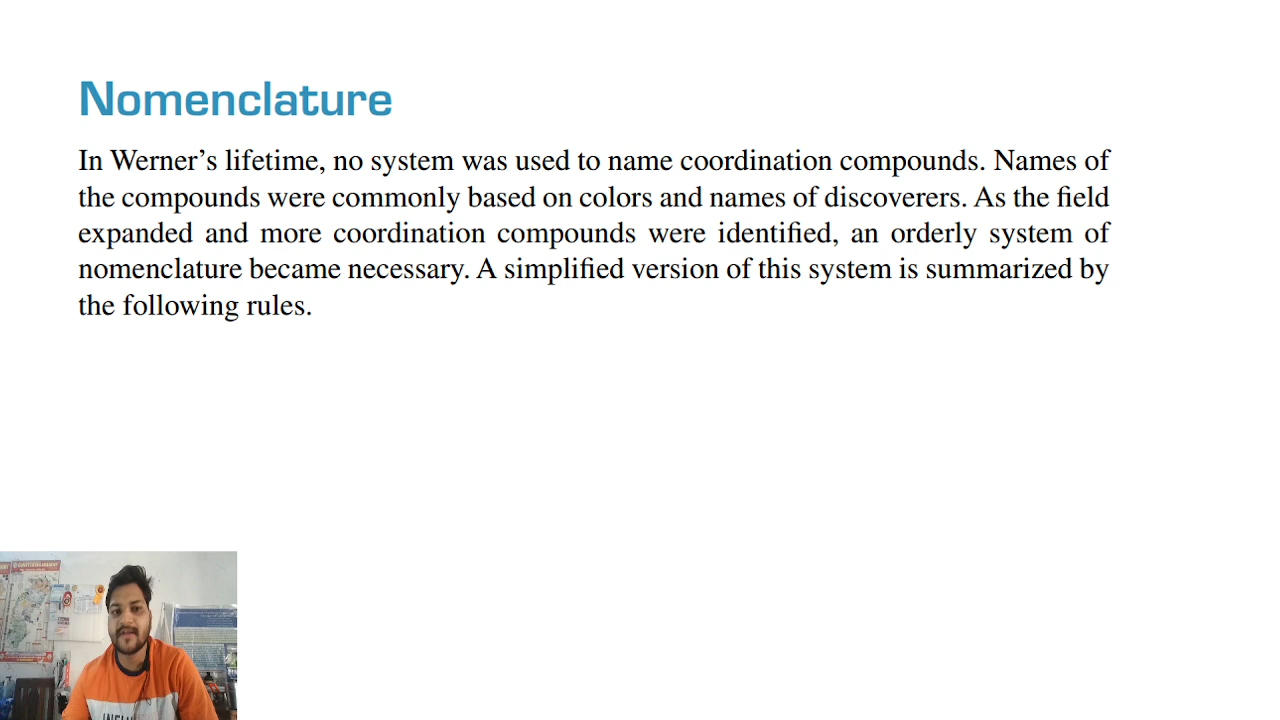 Nomenclature
In Werner's lifetime, no system was used to name coordination compounds. Names of
the compounds were commonly based on colors and names of discoverers. As the field
expanded and more coordination compounds were identified, an orderly system of
nomenclature became necessary. A simplified version of this system is summarized by
the following rules.